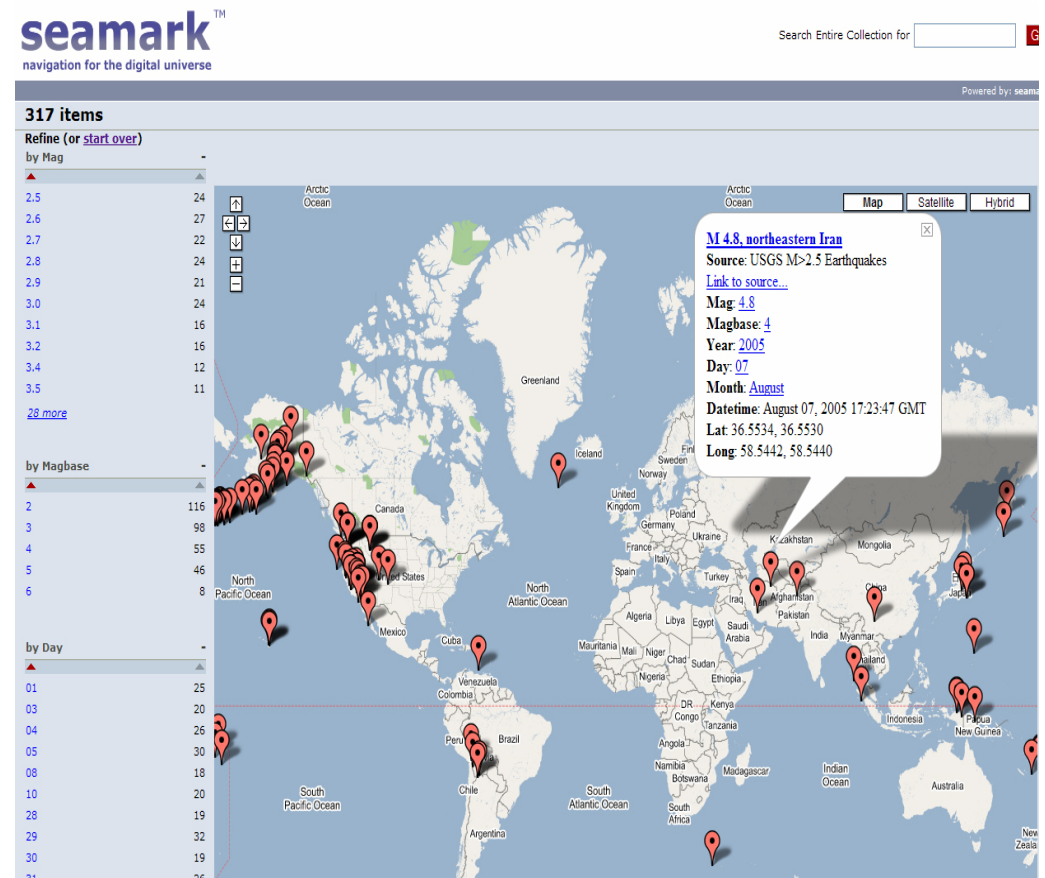 seamark™
navigation for the digital universe
Search Entire Collection for
G
Powered by: seama
317 items
Refine (or start over)
by Mag -
2.5 24
2.6 27
2.7 22
2.8 24
2.9 21
3.0 24
3.1 16
3.2 16
3.4 12
3.5 11
28 more
by Magbase -
2 116
3 98
4 55
5 46
6 8
by Day -
01 25
03 20
04 26
05 30
08 18
10 20
28 19
29 32
30 19
31 26
Map
Satellite
Hybrid
M 4.8, northeastern Iran
Source: USGS M>2.5 Earthquakes
Link to source...
Mag: 4.8
Magbase: 4
Year: 2005
Day: 07
Month: August
Datetime: August 07, 2005 17:23:47 GMT
Lat: 36.5534, 36.5530
Long: 58.5442, 58.5440
Arctic
Ocean
Arctic
Ocean
Greenland
Iceland
Finl
Sweden
Norway
United
Kingdom
Poland
Germany
Ukraine
France
Italy
Spain
Turkey
Kazakhstan
Mongolia
Canada
United States
North
Pacific Ocean
North
Atlantic Ocean
Mexico
Cuba
Venezuela
Colombia
Peru
Brazil
Chile
Argentina
South
Pacific Ocean
South
Atlantic Ocean
Algeria
Libya
Egypt
Mauritania
Mali
Niger
Chad
Sudan
Nigeria
Ethiopia
DR
Congo
Kenya
Tanzania
Angola
Namibia
Botswana
Madagascar
South
Africa
Iraq
Iran
Afghanistan
Pakistan
Saudi
Arabia
India
Myanmar
Thailand
China
Japa
Indonesia
Papua
New Guinea
Indian
Ocean
Australia
New
Zeala